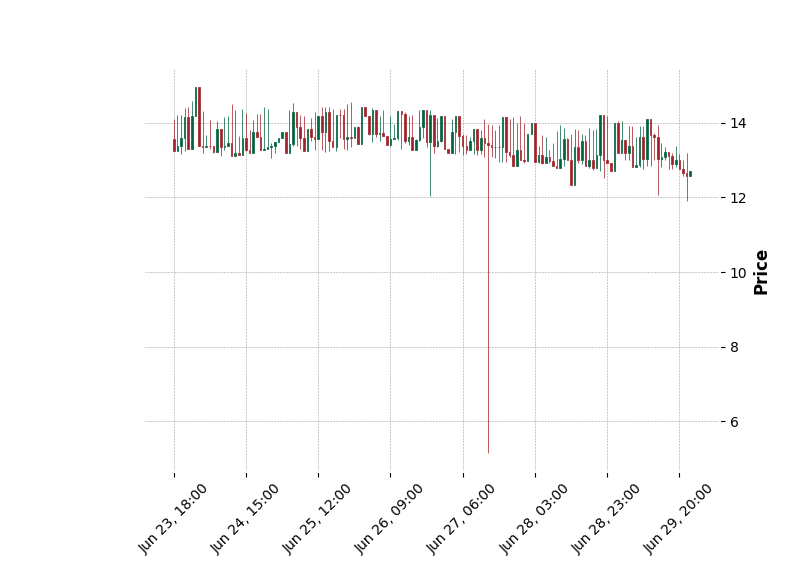 14
12
10
8
6
Price
Jun 23, 18:00
Jun 24, 15:00
Jun 25, 12:00
Jun 26, 09:00
Jun 27, 06:00
Jun 28, 03:00
Jun 28, 23:00
Jun 29, 20:00